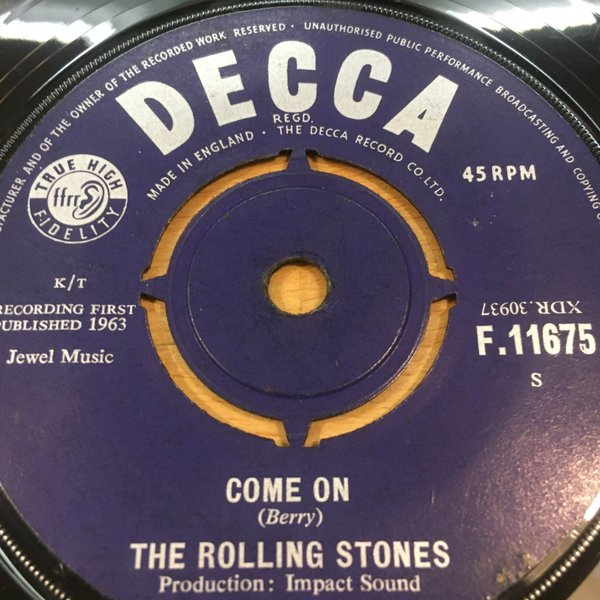 UFACTURER AND OF THE OWNER OF THE RECORDED WORK RESERVED · UNAUTHORISED PUBLIC PERFORMANCE BROADCASTING AND COPYING
DECCA
REGD.
MADE IN ENGLAND · THE DECCA RECORD CO LTD.
TRUE HIGH
ffrr
FIDELITY
45 RPM
K/T
RECORDING FIRST
PUBLISHED 1963
Jewel Music
XDR.30937
F.11675
S
COME ON
(Berry)
THE ROLLING STONES
Production: Impact Sound